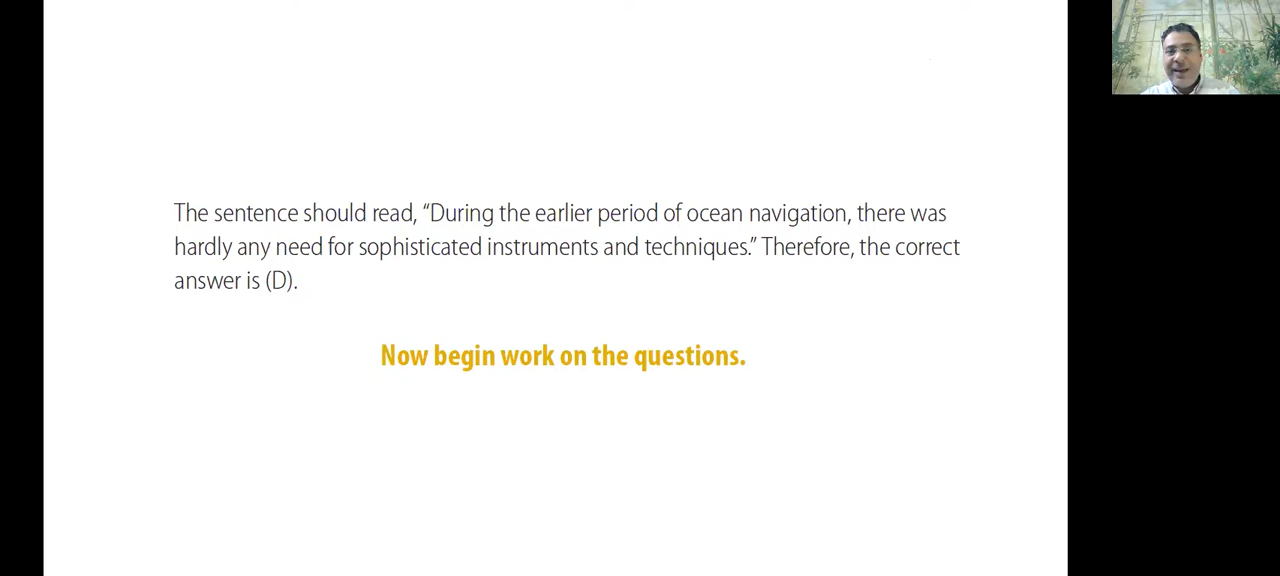 The sentence should read, “During the earlier period of ocean navigation, there was
hardly any need for sophisticated instruments and techniques.” Therefore, the correct
answer is (D).
Now begin work on the questions.